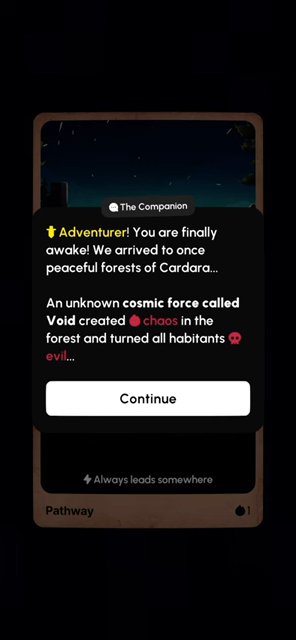 The Companion
Adventurer! You are finally
awake! We arrived to once
peaceful forests of Cardara...
An unknown cosmic force called
Void created chaos in the
forest and turned all habitants
evil...
Continue
Always leads somewhere
Pathway
1